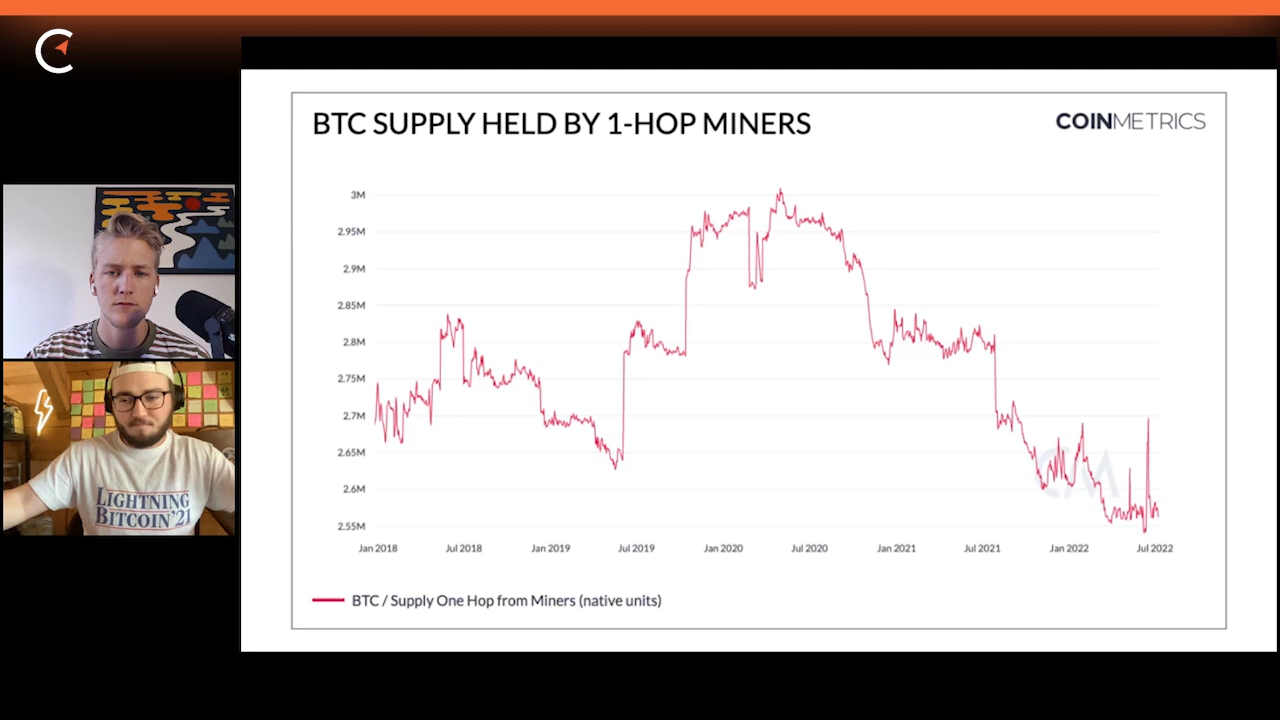 BTC SUPPLY HELD BY 1-HOP MINERS
COINMETRICS
3M
2.95M
2.9M
2.85M
2.8M
2.75M
2.7M
2.65M
2.6M
2.55M
Jan 2018 Jul 2018 Jan 2019 Jul 2019 Jan 2020 Jul 2020 Jan 2021 Jul 2021 Jan 2022 Jul 2022
CM
BTC / Supply One Hop from Miners (native units)
LIGHTNING
BITCOIN'21